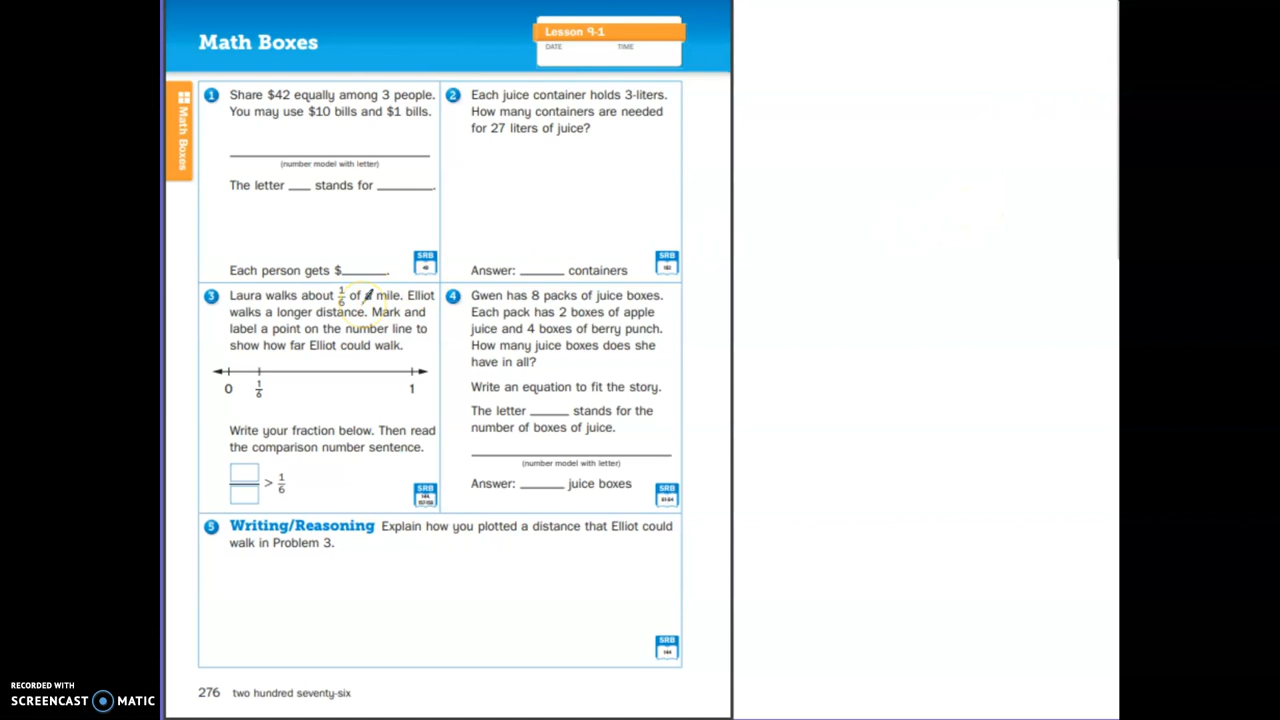 Math Boxes
Lesson 9-1
DATE TIME
Math Boxes
1 Share $42 equally among 3 people.
You may use $10 bills and $1 bills.
(number model with letter)
The letter ___ stands for ________.
Each person gets $______.
SRB
2 Each juice container holds 3-liters.
How many containers are needed
for 27 liters of juice?
Answer: ______ containers
SRB
3 Laura walks about 1/6 of a mile. Elliot
walks a longer distance. Mark and
label a point on the number line to
show how far Elliot could walk.
0 1/6 1
Write your fraction below. Then read
the comparison number sentence.
> 1/6
SRB
4 Gwen has 8 packs of juice boxes.
Each pack has 2 boxes of apple
juice and 4 boxes of berry punch.
How many juice boxes does she
have in all?
Write an equation to fit the story.
The letter _____ stands for the
number of boxes of juice.
(number model with letter)
Answer: ______ juice boxes
SRB
5 Writing/Reasoning Explain how you plotted a distance that Elliot could
walk in Problem 3.
SRB
144
276 two hundred seventy-six
RECORDED WITH
SCREENCAST MATIC